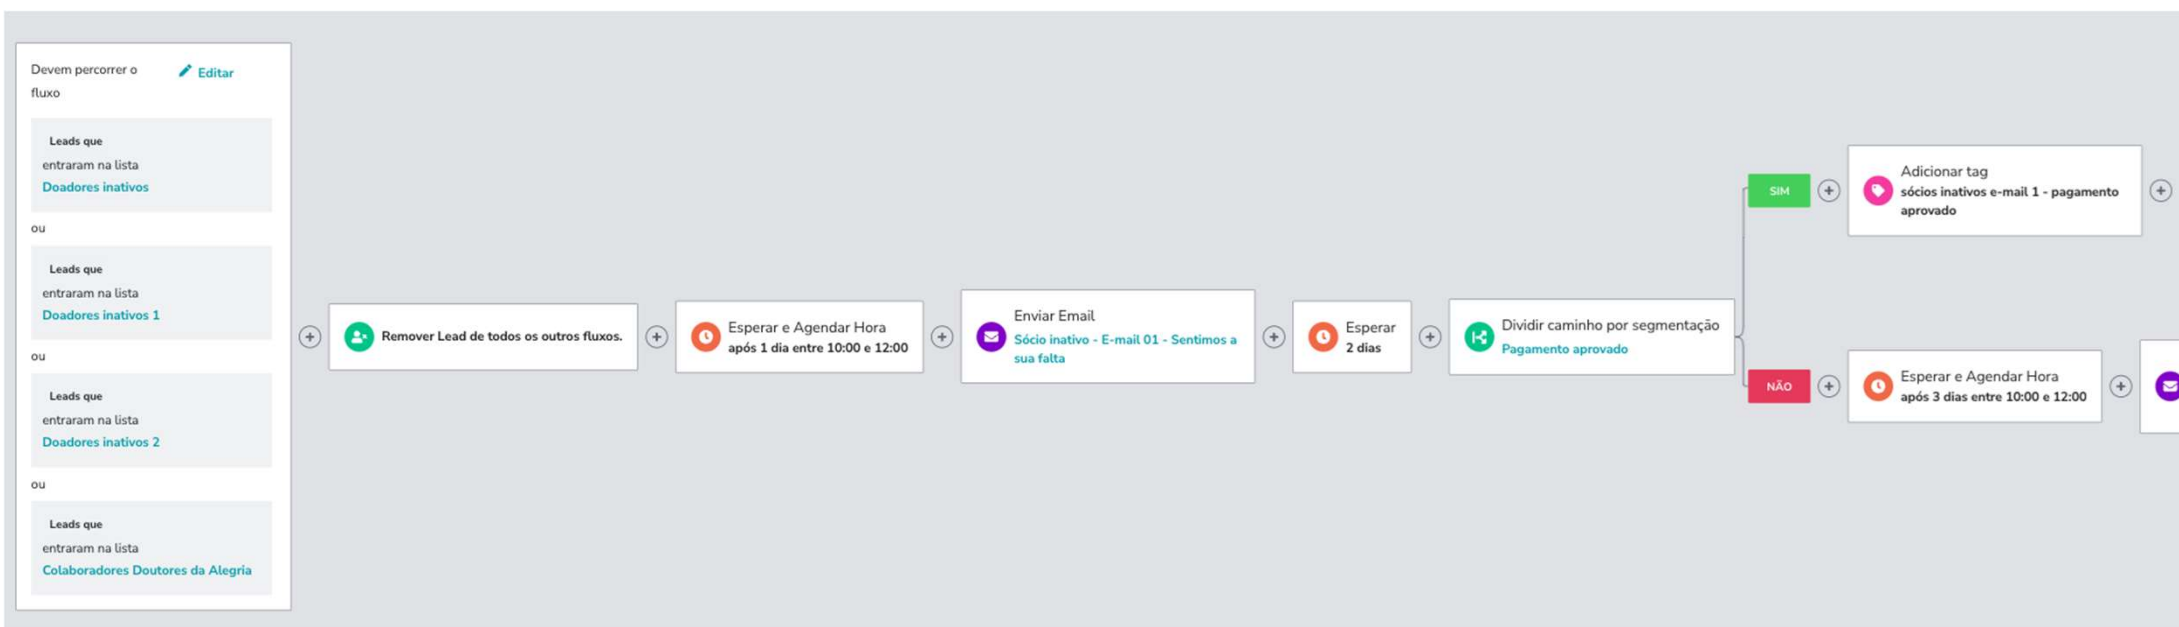 Devem percorrer o
fluxo
Editar
Leads que
entraram na lista
Doadores inativos
ou
Leads que
entraram na lista
Doadores inativos 1
ou
Leads que
entraram na lista
Doadores inativos 2
ou
Leads que
entraram na lista
Colaboradores Doutores da Alegria
Remover Lead de todos os outros fluxos.
Esperar e Agendar Hora
após 1 dia entre 10:00 e 12:00
Enviar Email
Sócio inativo - E-mail 01 - Sentimos a
sua falta
Esperar
2 dias
Dividir caminho por segmentação
Pagamento aprovado
SIM
Adicionar tag
sócios inativos e-mail 1 - pagamento
aprovado
NÃO
Esperar e Agendar Hora
após 3 dias entre 10:00 e 12:00